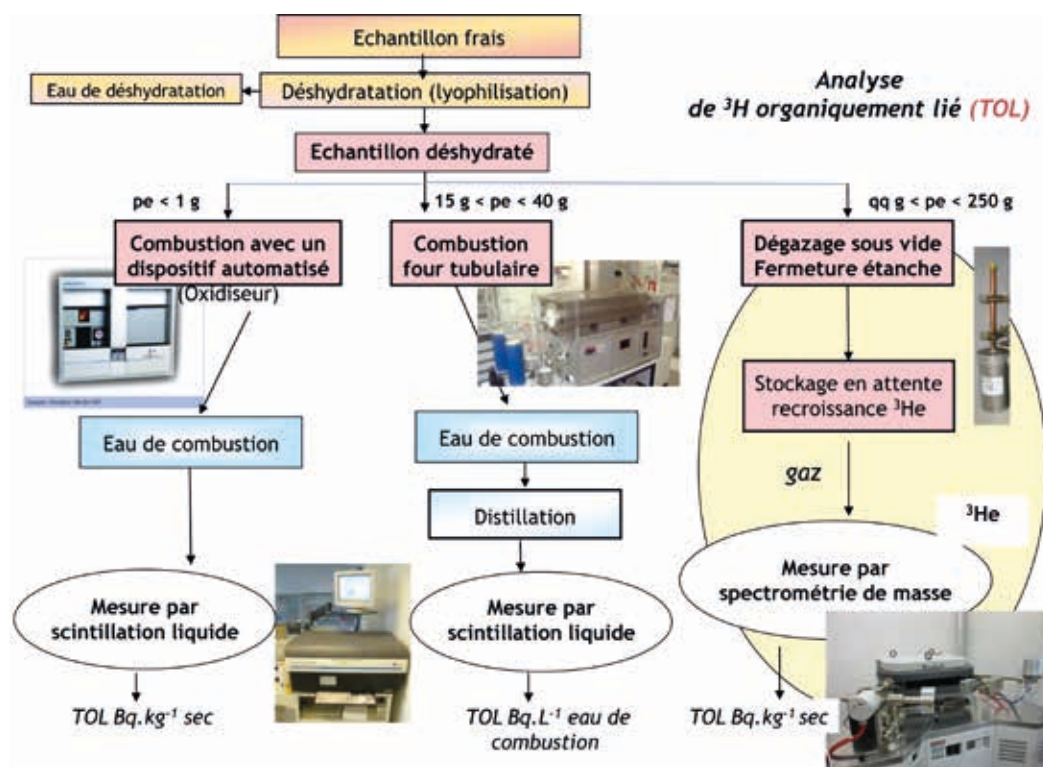 Echantillon frais
Eau de déshydratation
Déshydratation (lyophilisation)
Analyse
de ³H organiquement lié (TOL)
Echantillon déshydraté
pe < 1 g
15 g < pe < 40 g
qq g < pe < 250 g
Combustion avec un
dispositif automatisé
(Oxidiseur)
Combustion
four tubulaire
Dégazage sous vide
Fermeture étanche
Stockage en attente
recroissance ³He
Eau de combustion
Eau de combustion
gaz
Distillation
³He
Mesure par
scintillation liquide
Mesure par
scintillation liquide
Mesure par
spectrométrie de masse
TOL Bq.kg⁻¹ sec
TOL Bq.L⁻¹ eau de
combustion
TOL Bq.kg⁻¹ sec